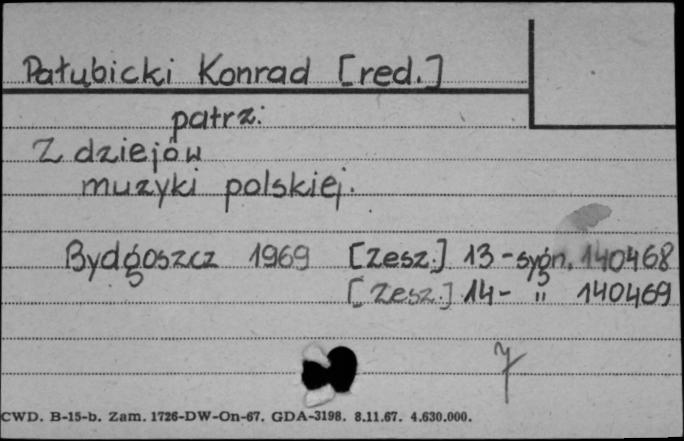 Pałubicki Konrad [red.]
patrz:
Z dziejów
muzyki polskiej.
Bydgoszcz 1969 [zesz.] 13 - sygn. 140468
[zesz.] 14 - " 140469
CWD. B-15-b. Zam. 1726-DW-On-67. GDA-3198. 8.11.67. 4.630.000.